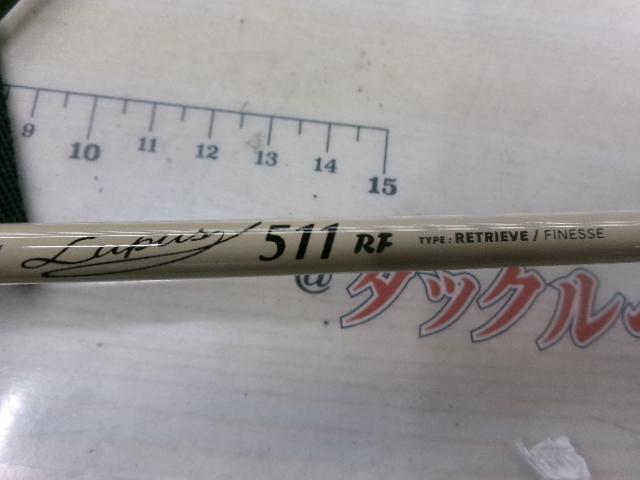 9 10 11 12 13 14 15
Lupus 511 RF TYPE : RETRIEVE / FINESSE
@タックル